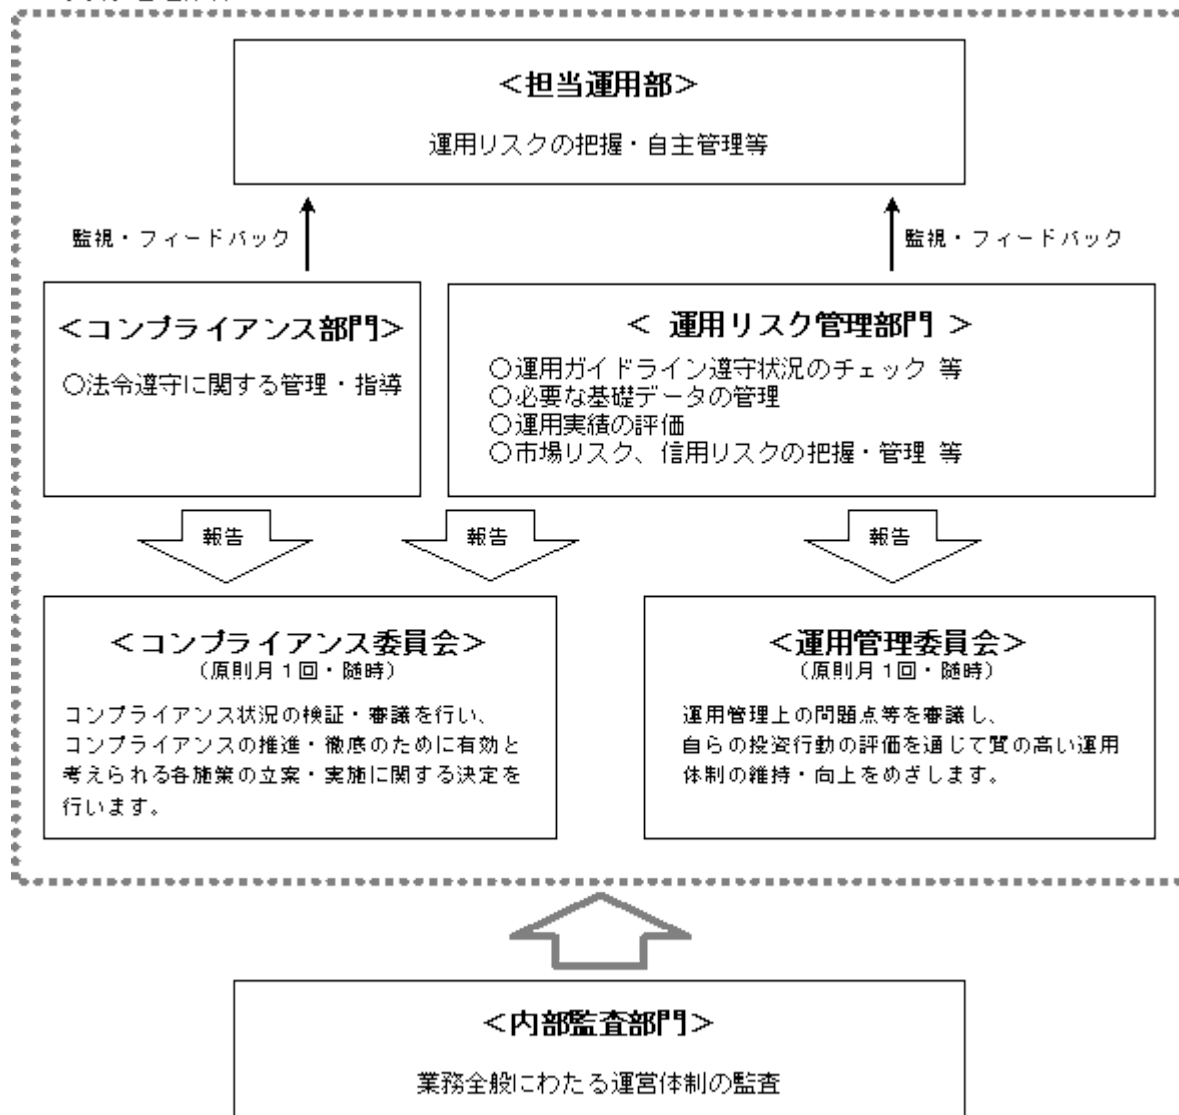 ＜担当運用部＞
運用リスクの把握・自主管理等
監視・フィードバック
監視・フィードバック
＜コンプライアンス部門＞
○法令遵守に関する管理・指導
＜ 運用リスク管理部門 ＞
○運用ガイドライン遵守状況のチェック 等
○必要な基礎データの管理
○運用実績の評価
○市場リスク、信用リスクの把握・管理 等
報告
報告
報告
＜コンプライアンス委員会＞
（原則月１回・随時）
コンプライアンス状況の検証・審議を行い、
コンプライアンスの推進・徹底のために有効と
考えられる各施策の立案・実施に関する決定を
行います。
＜運用管理委員会＞
（原則月１回・随時）
運用管理上の問題点等を審議し、
自らの投資行動の評価を通じて質の高い運用
体制の維持・向上をめざします。
＜内部監査部門＞
業務全般にわたる運営体制の監査